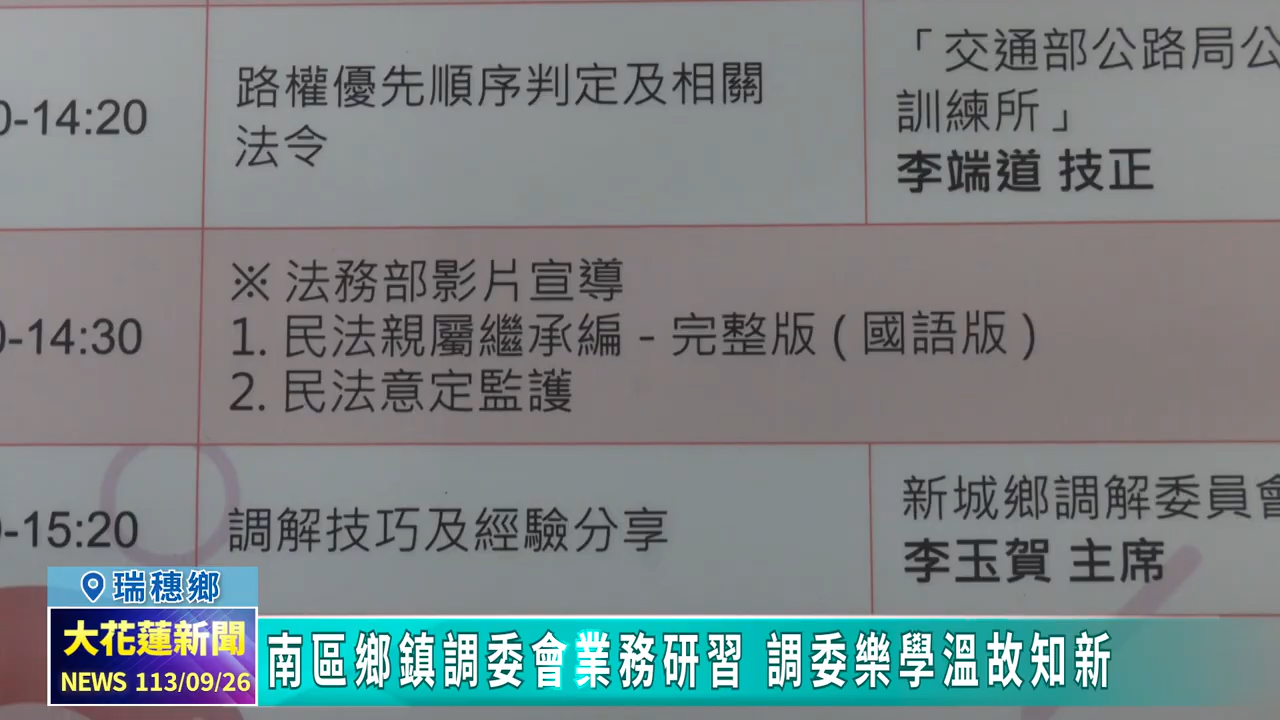 0-14:20
路權優先順序判定及相關
法令
「交通部公路局公
訓練所」
李端道 技正
0-14:30
※ 法務部影片宣導
1. 民法親屬繼承編 - 完整版 ( 國語版 )
2. 民法意定監護
0-15:20
調解技巧及經驗分享
新城鄉調解委員會
李玉賀 主席
瑞穗鄉
大花蓮新聞
NEWS 113/09/26
南區鄉鎮調委會業務研習 調委樂學溫故知新